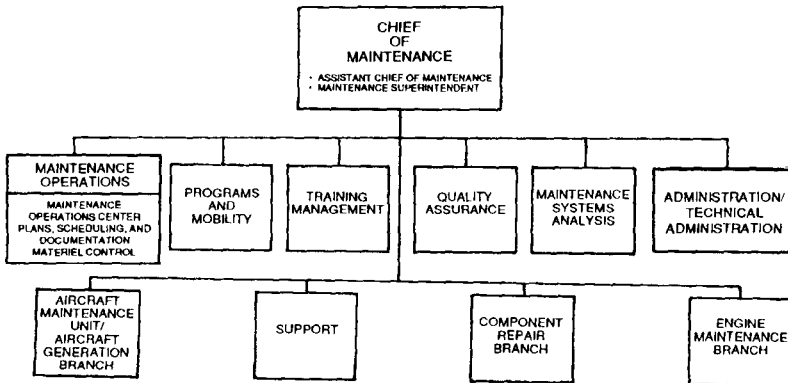 CHIEF
OF
MAINTENANCE
· ASSISTANT CHIEF OF MAINTENANCE
· MAINTENANCE SUPERINTENDENT
MAINTENANCE
OPERATIONS
MAINTENANCE
OPERATIONS CENTER
PLANS, SCHEDULING, AND
DOCUMENTATION
MATERIEL CONTROL
PROGRAMS
AND
MOBILITY
TRAINING
MANAGEMENT
QUALITY
ASSURANCE
MAINTENANCE
SYSTEMS
ANALYSIS
ADMINISTRATION/
TECHNICAL
ADMINISTRATION
AIRCRAFT
MAINTENANCE
UNIT/
AIRCRAFT
GENERATION
BRANCH
SUPPORT
COMPONENT
REPAIR
BRANCH
ENGINE
MAINTENANCE
BRANCH